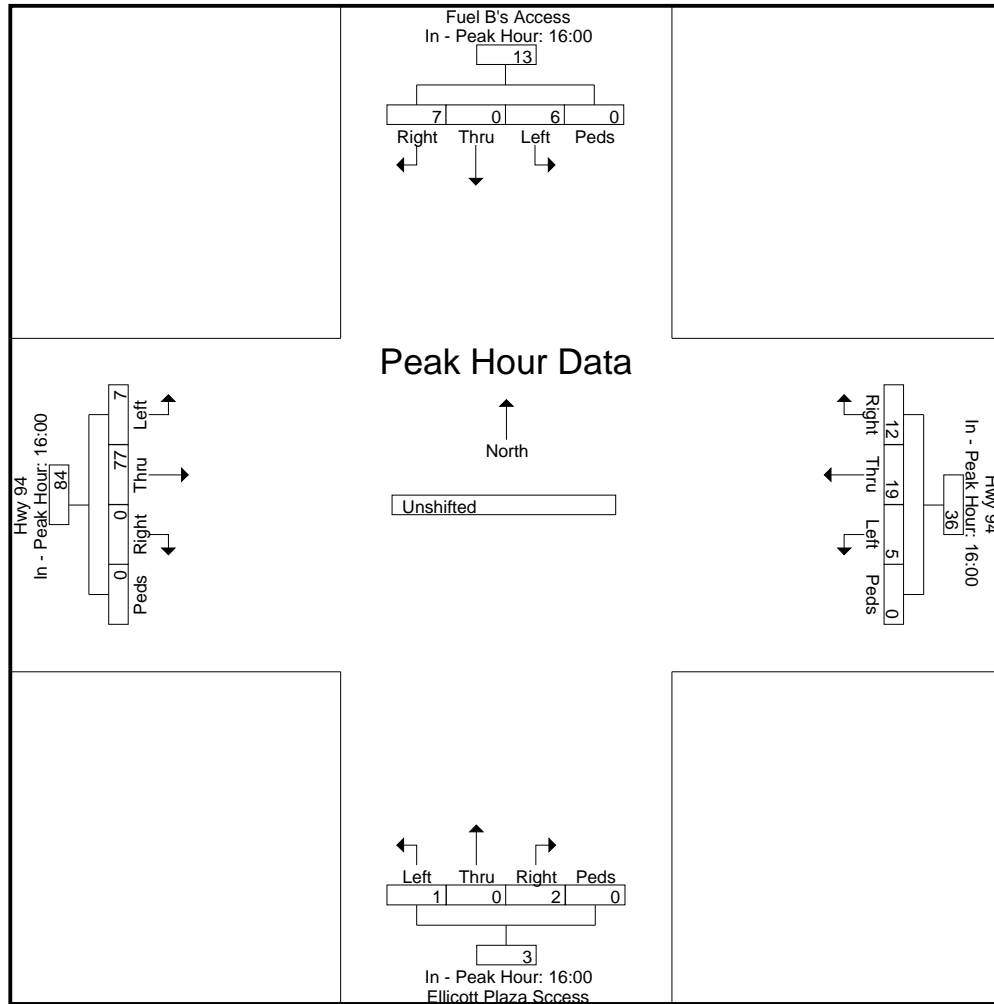 Fuel B's Access
In - Peak Hour: 16:00
13
7 0 6 0
Right Thru Left Peds
Peak Hour Data
North
Unshifted
Hwy 94
In - Peak Hour: 16:00
84
7 77 0 0
Left Thru Right Peds
Right Thru Left Peds
12 19 5 0
36
In - Peak Hour: 16:00
Hwy 94
Left Thru Right Peds
1 0 2 0
3
In - Peak Hour: 16:00
Ellicott Plaza Sccess